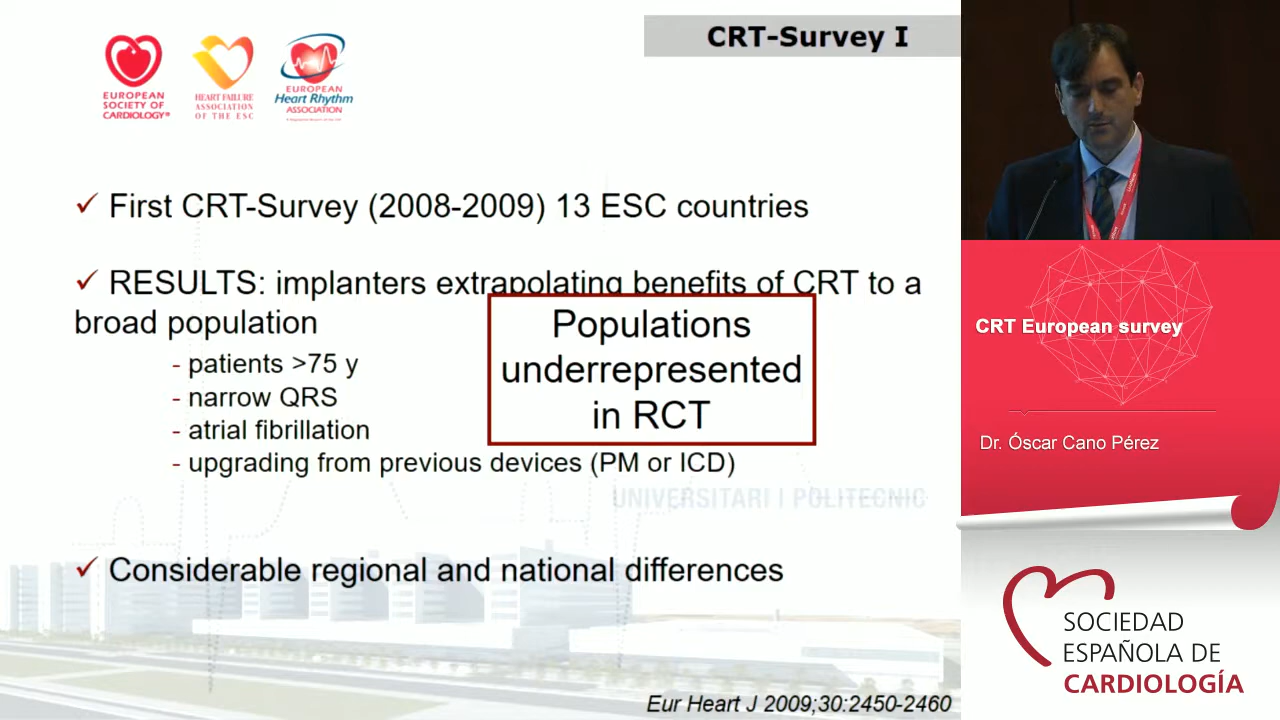 CRT-Survey I
EUROPEAN
SOCIETY OF
CARDIOLOGY®
HEART FAILURE
ASSOCIATION
OF THE ESC
EUROPEAN
Heart Rhythm
ASSOCIATION
✓ First CRT-Survey (2008-2009) 13 ESC countries
✓ RESULTS: implanters extrapolating benefits of CRT to a
broad population
- patients >75 y
- narrow QRS
- atrial fibrillation
- upgrading from previous devices (PM or ICD)
Populations
underrepresented
in RCT
UNIVERSITARI I POLITECNIC
✓ Considerable regional and national differences
Eur Heart J 2009;30:2450-2460
CRT European survey
Dr. Óscar Cano Pérez
SOCIEDAD
ESPAÑOLA DE
CARDIOLOGÍA